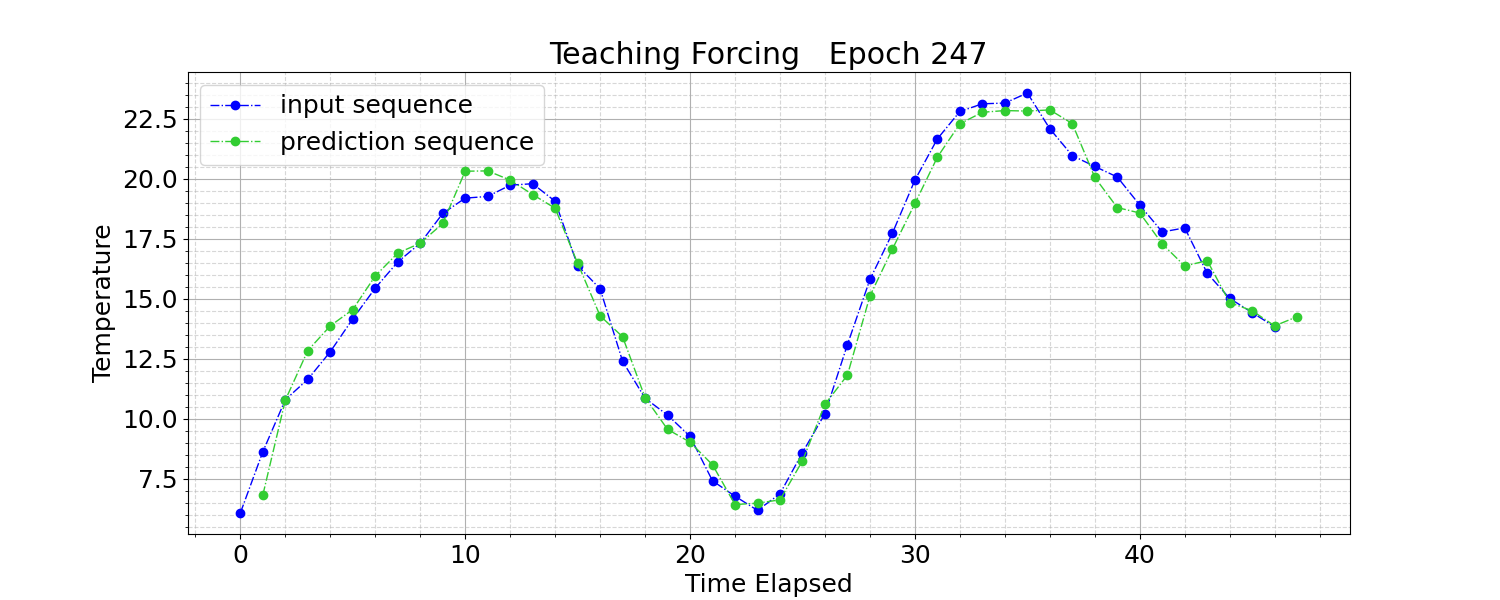 Teaching Forcing   Epoch 247
input sequence
prediction sequence
22.5
20.0
17.5
15.0
12.5
10.0
7.5
Temperature
0 10 20 30 40
Time Elapsed